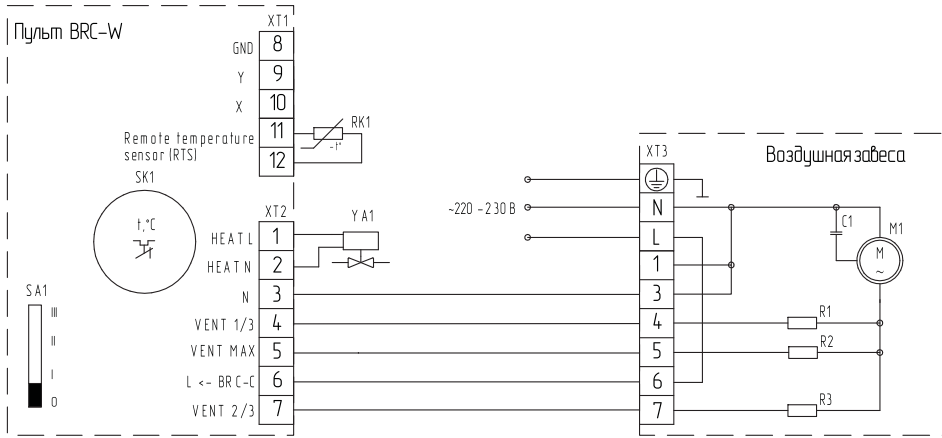 Пульт BRC-W
XT1
GND 8
Y 9
X 10
Remote temperature
sensor (RTS)
11
12
RK1
-t°
SK1
t,°C
SA1
III
II
I
0
XT2
HEAT L 1
HEAT N 2
N 3
VENT 1/3 4
VENT MAX 5
L <- BRC-C 6
VENT 2/3 7
YA1
~220 -230 В
Воздушная завеса
XT3
N
L
1
3
4
5
6
7
C1
M1
M
~
R1
R2
R3